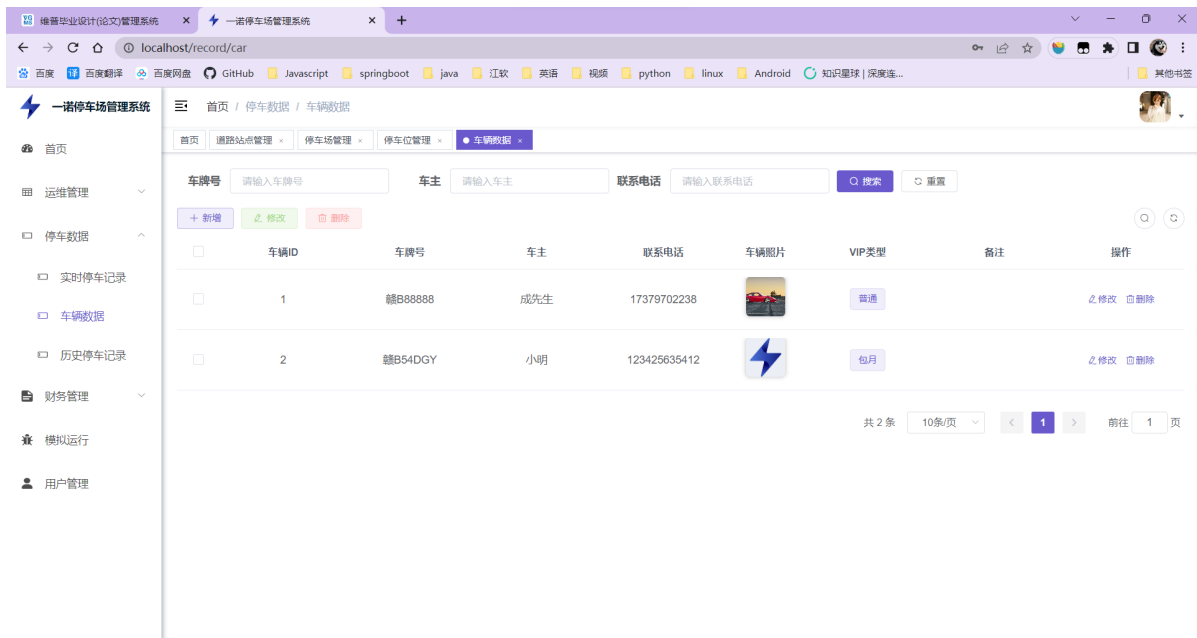 维普毕业设计(论文)管理系统 一诺停车场管理系统
localhost/record/car
百度 百度翻译 百度网盘 GitHub Javascript springboot java 江软 英语 视频 python linux Android 知识星球 | 深度连... 其他书签
一诺停车场管理系统 首页 / 停车数据 / 车辆数据
首页 道路站点管理 停车场管理 停车位管理 车辆数据
首页
运维管理
停车数据
实时停车记录
车辆数据
历史停车记录
财务管理
模拟运行
用户管理
车牌号 请输入车牌号 车主 请输入车主 联系电话 请输入联系电话 搜索 重置
新增 修改 删除
车辆ID 车牌号 车主 联系电话 车辆照片 VIP类型 备注 操作
1 赣B88888 成先生 17379702238 普通 修改 删除
2 赣B54DGY 小明 123425635412 包月 修改 删除
共 2 条 10条/页 1 前往 1 页